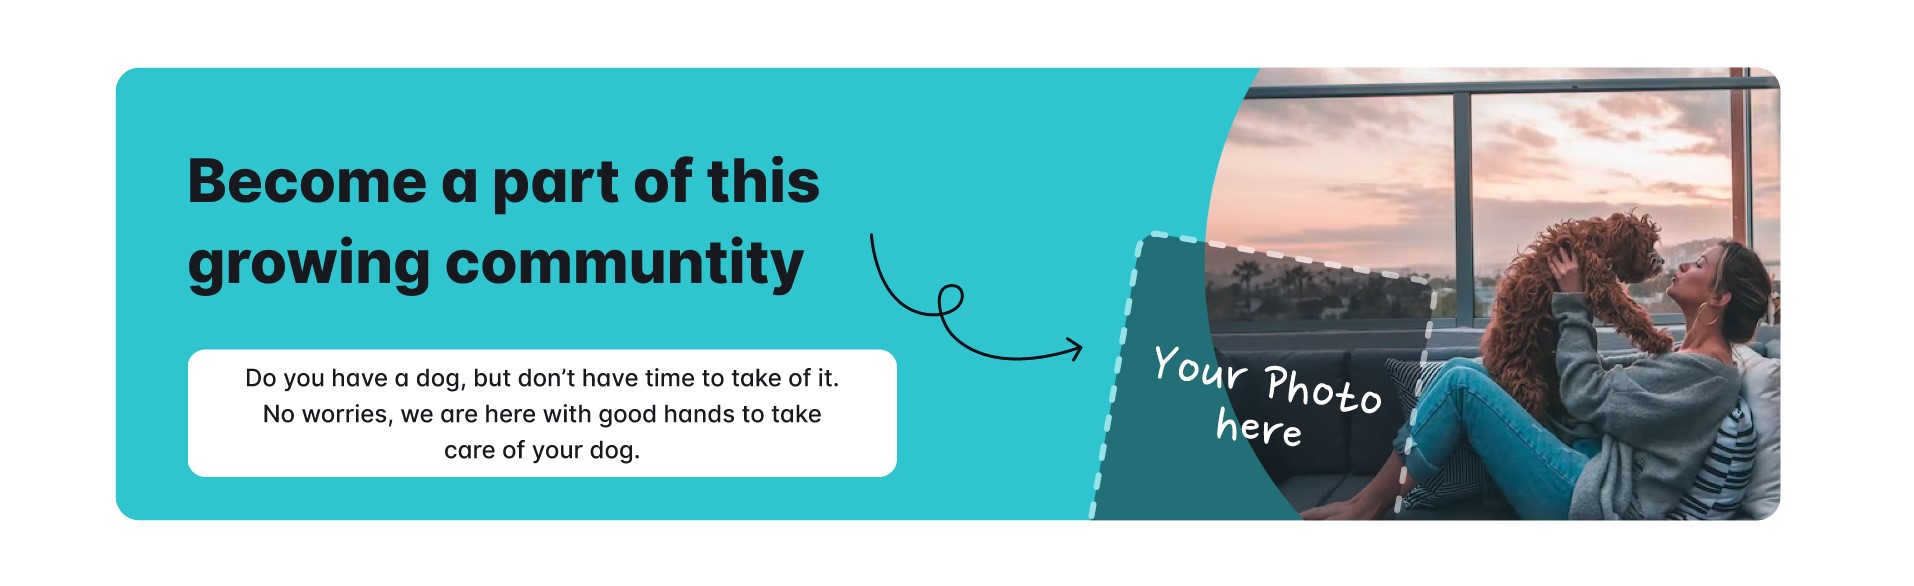 Become a part of this
growing communtity
Do you have a dog, but don’t have time to take of it.
No worries, we are here with good hands to take
care of your dog.
Your Photo
here